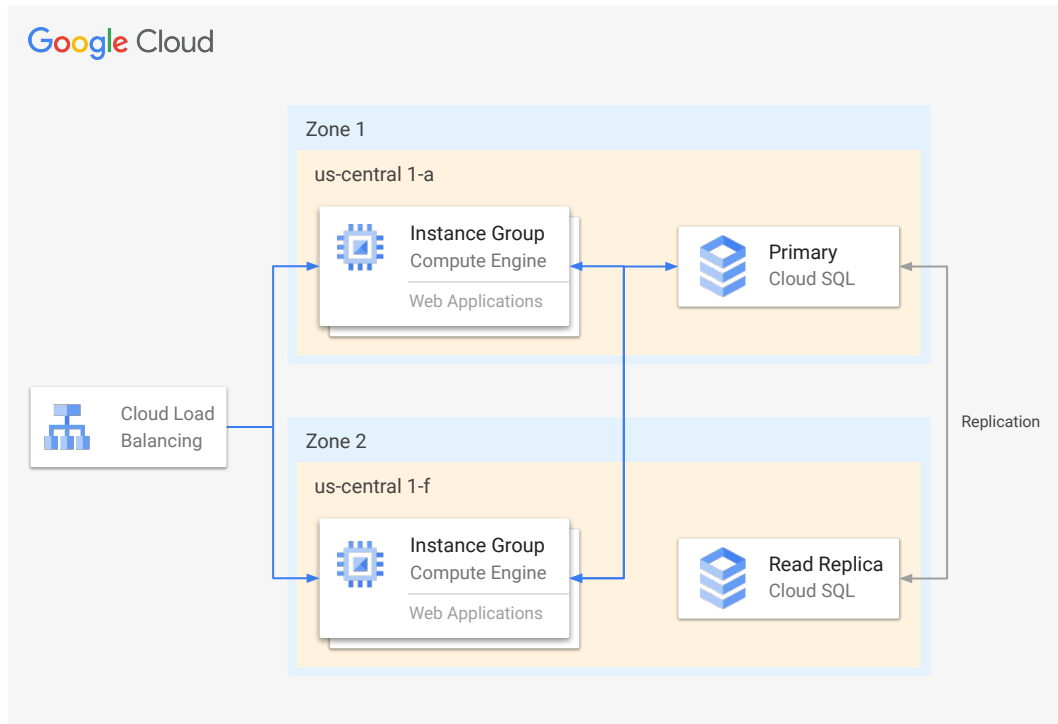 Google Cloud
Zone 1
us-central 1-a
Instance Group
Compute Engine
Web Applications
Primary
Cloud SQL
Cloud Load
Balancing
Replication
Zone 2
us-central 1-f
Instance Group
Compute Engine
Web Applications
Read Replica
Cloud SQL